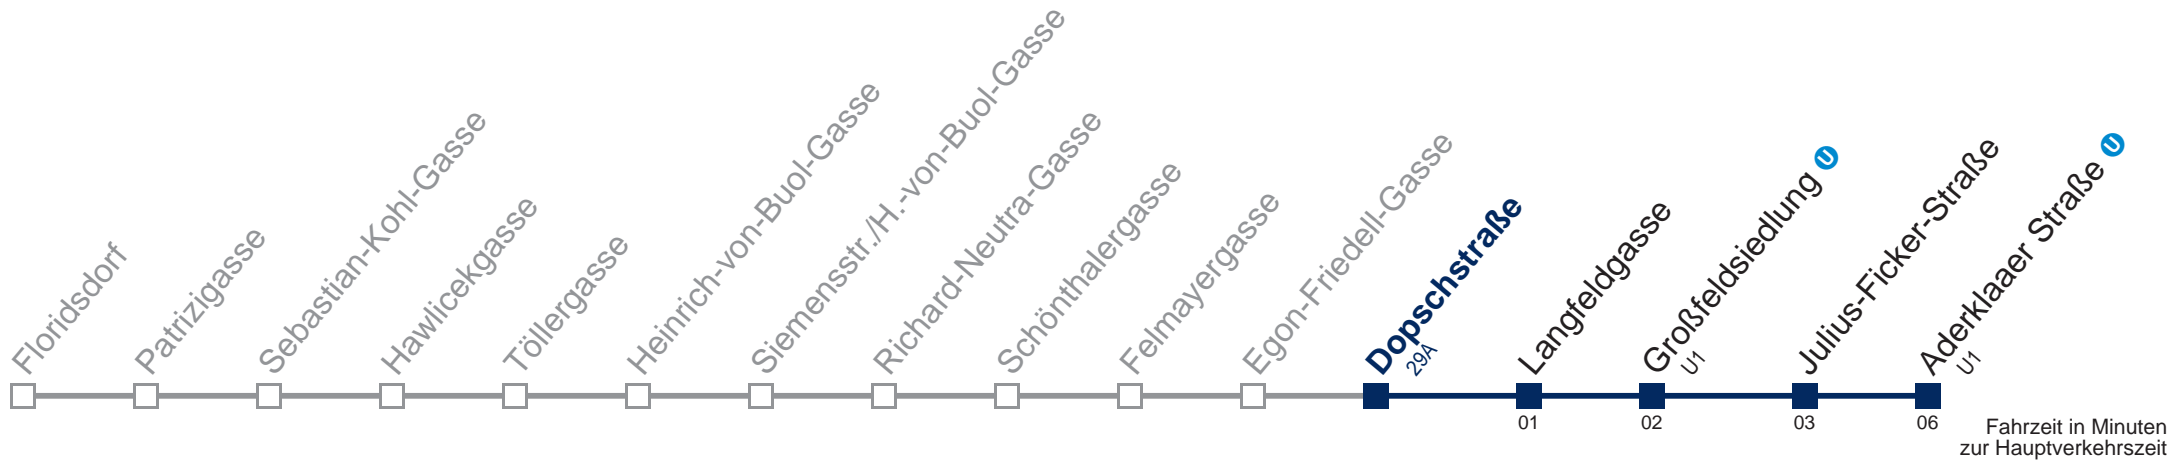 Floridsdorf
Patrizigasse
Sebastian-Kohl-Gasse
Hawlicekgasse
Töllergasse
Heinrich-von-Buol-Gasse
Siemensstr./H.-von-Buol-Gasse
Richard-Neutra-Gasse
Schönthalergasse
Felmayergasse
Egon-Friedell-Gasse
Dopschstraße
29A
Langfeldgasse
01
Großfeldsiedlung U
U1
02
Julius-Ficker-Straße
03
Aderklaaer Straße U
U1
06
Fahrzeit in Minuten
zur Hauptverkehrszeit